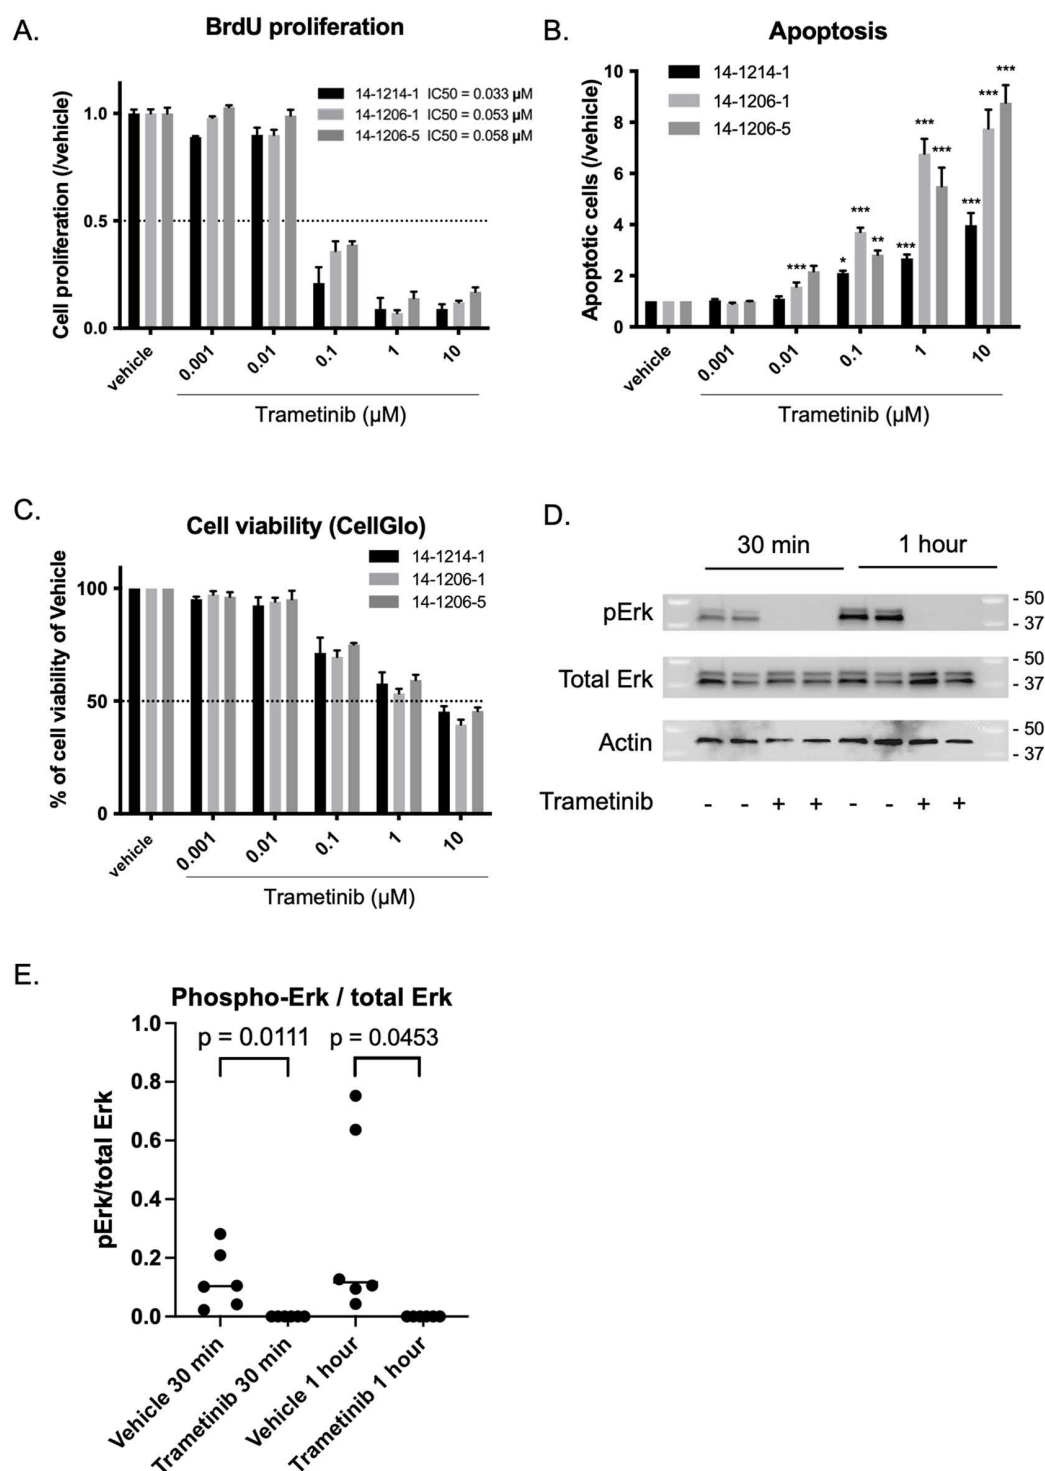 A.
BrdU proliferation
14-1214-1 IC50 = 0.033 µM
14-1206-1 IC50 = 0.053 µM
14-1206-5 IC50 = 0.058 µM
Cell proliferation (/vehicle)
1.0
0.5
0.0
vehicle
0.001
0.01
0.1
1
10
Trametinib (µM)
B.
Apoptosis
14-1214-1
14-1206-1
14-1206-5
Apoptotic cells (/vehicle)
10
8
6
4
2
0
***
*
***
**
***
***
***
***
***
***
vehicle
0.001
0.01
0.1
1
10
Trametinib (µM)
C.
Cell viability (CellGlo)
14-1214-1
14-1206-1
14-1206-5
% of cell viability of Vehicle
100
50
0
vehicle
0.001
0.01
0.1
1
10
Trametinib (µM)
D.
30 min 1 hour
pErk
- 50
- 37
Total Erk
- 50
- 37
Actin
- 50
- 37
Trametinib - - + + - - + +
E.
Phospho-Erk / total Erk
p = 0.0111 p = 0.0453
pErk/total Erk
1.0
0.8
0.6
0.4
0.2
0.0
Vehicle 30 min
Trametinib 30 min
Vehicle 1 hour
Trametinib 1 hour